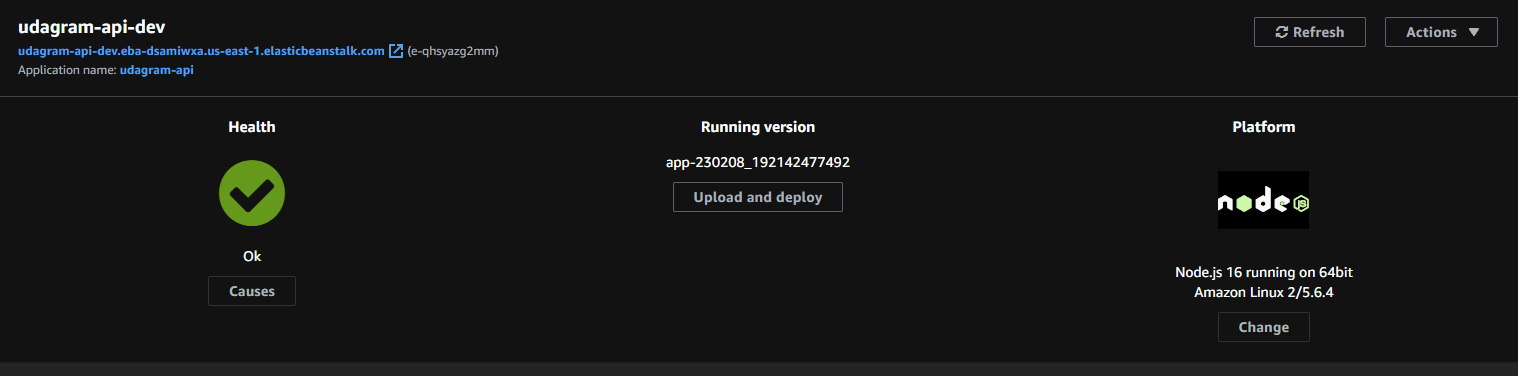 udagram-api-dev
udagram-api-dev.eba-dsamiwxa.us-east-1.elasticbeanstalk.com (e-qhsyazg2mm)
Application name: udagram-api
Refresh
Actions
Health
Ok
Causes
Running version
app-230208_192142477492
Upload and deploy
Platform
node JS
Node.js 16 running on 64bit
Amazon Linux 2/5.6.4
Change